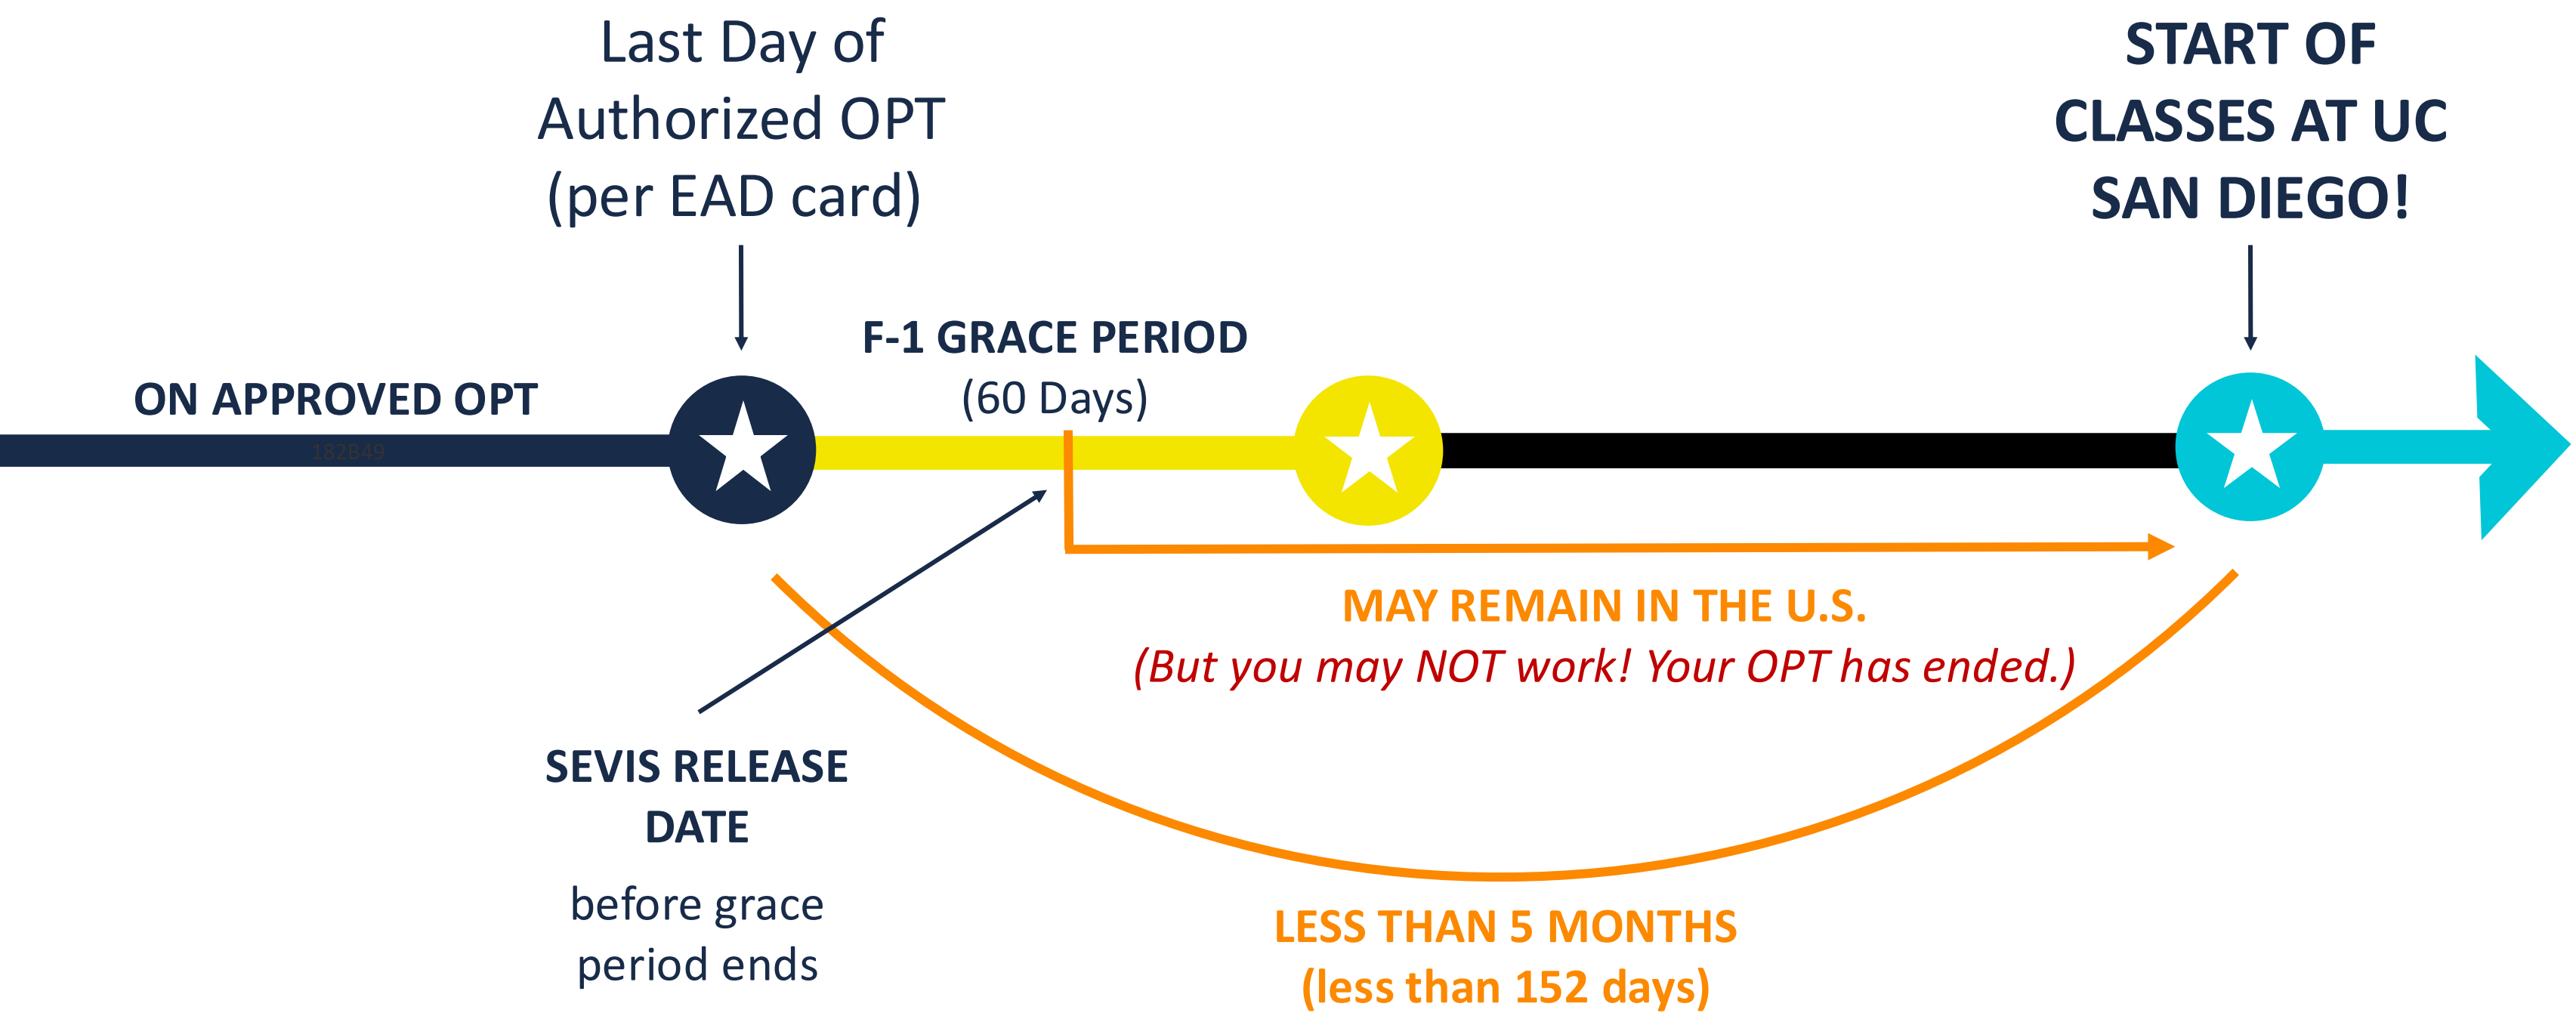 Last Day of
Authorized OPT
(per EAD card)
START OF
CLASSES AT UC
SAN DIEGO!
F-1 GRACE PERIOD
(60 Days)
ON APPROVED OPT
182B49
MAY REMAIN IN THE U.S.
(But you may NOT work! Your OPT has ended.)
SEVIS RELEASE
DATE
before grace
period ends
LESS THAN 5 MONTHS
(less than 152 days)